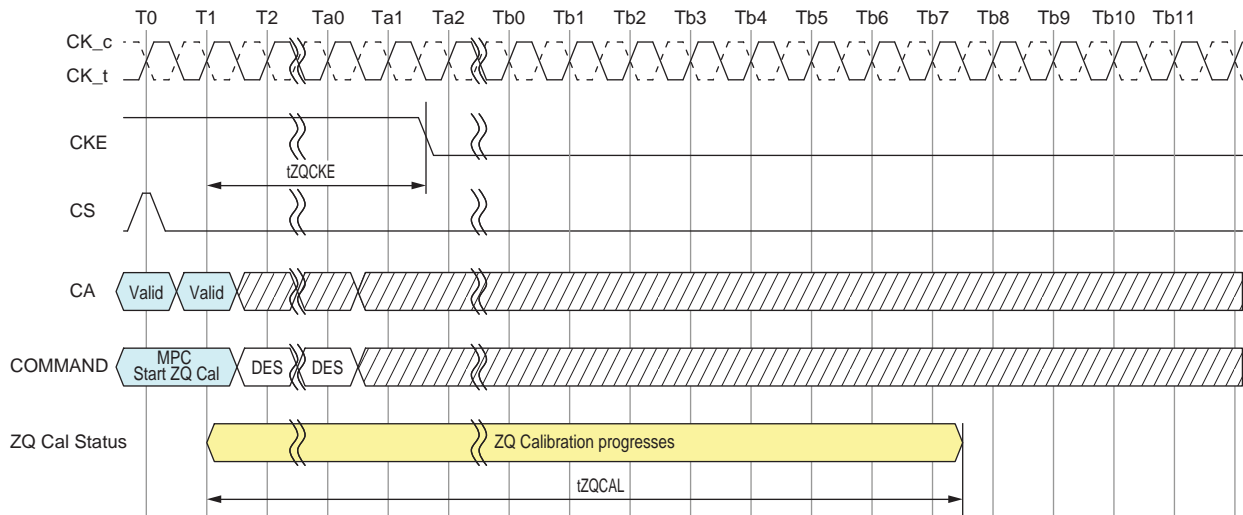 T0 T1 T2 Ta0 Ta1 Ta2 Tb0 Tb1 Tb2 Tb3 Tb4 Tb5 Tb6 Tb7 Tb8 Tb9 Tb10 Tb11
CK_c
CK_t
CKE
tZQCKE
CS
CA Valid Valid
COMMAND MPC
Start ZQ Cal DES DES
ZQ Cal Status ZQ Calibration progresses
tZQCAL